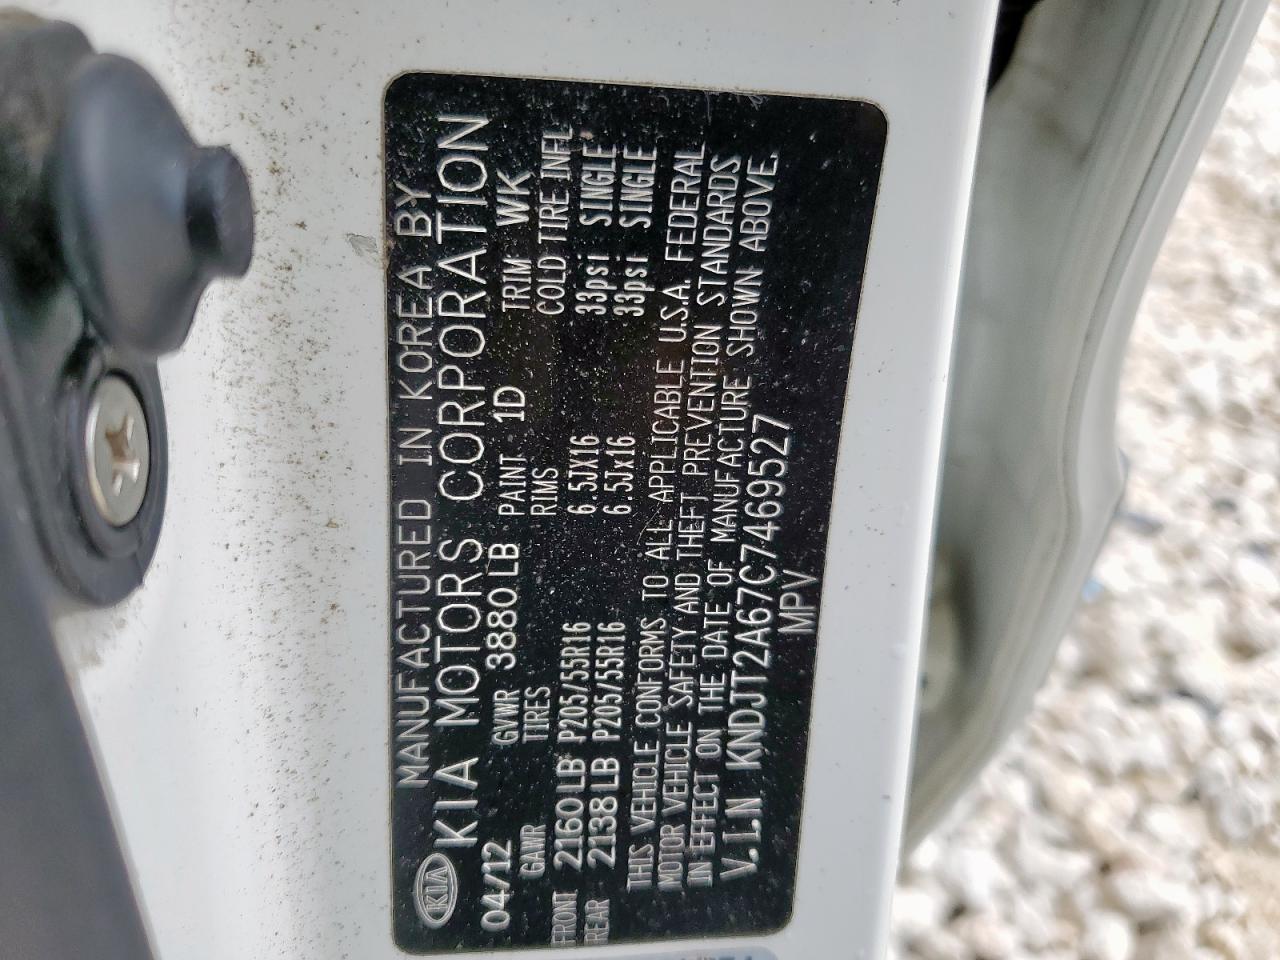 MANUFACTURED IN KOREA BY
KIA KIA MOTORS CORPORATION
04/12 GVWR 3880LB PAINT 1D TRIM WK
GAWR TIRES RIMS COLD TIRE INFL
FRONT 2160LB P205/55R16 6.5JX16 33psi SINGLE
REAR 2138LB P205/55R16 6.5Jx16 33psi SINGLE
THIS VEHICLE CONFORMS TO ALL APPLICABLE U.S.A. FEDERAL
MOTOR VEHICLE SAFETY AND THEFT PREVENTION STANDARDS
IN EFFECT ON THE DATE OF MANUFACTURE SHOWN ABOVE.
V.I.N KNDJT2A67C7469527
MPV